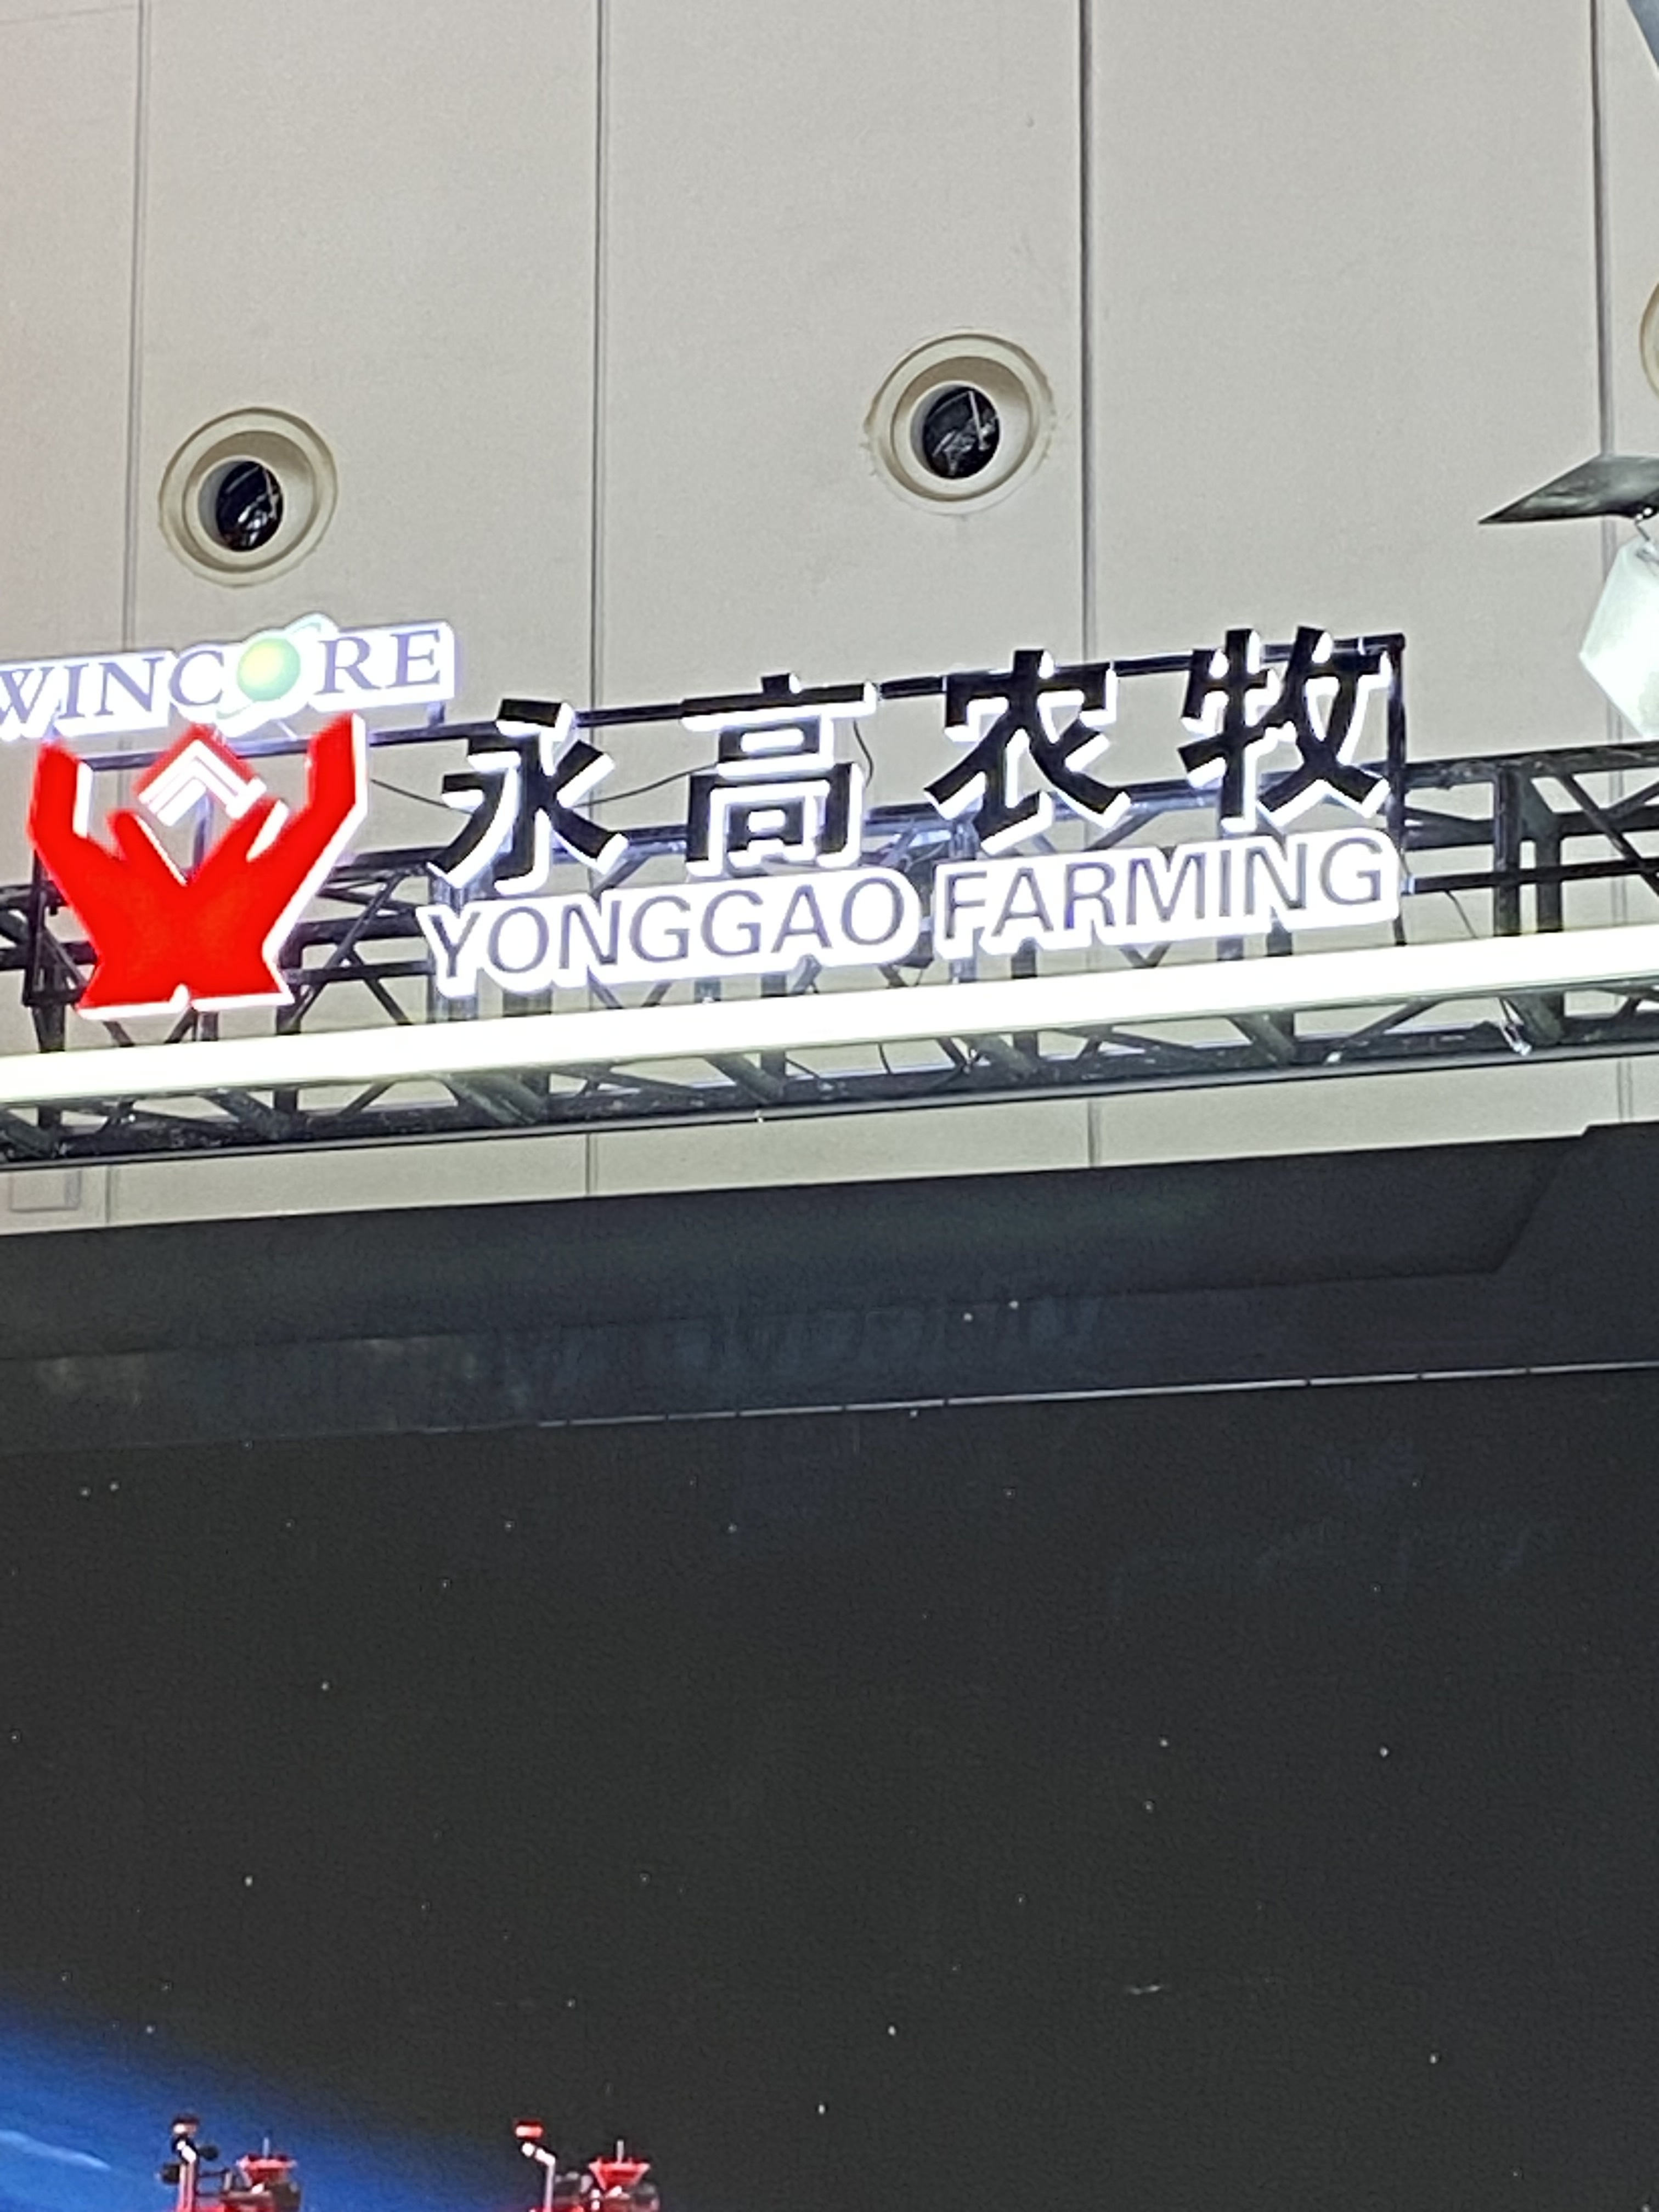 WINCORE
永高农牧
YONGGAO FARMING